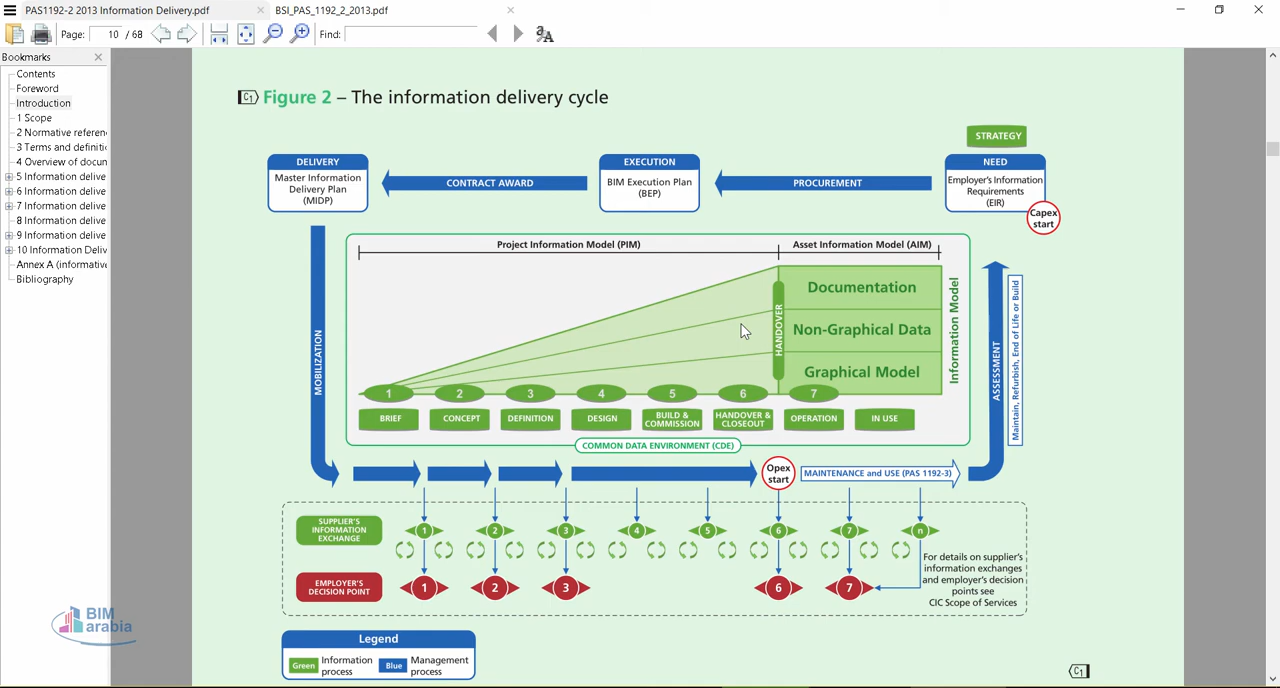 PAS1192-2 2013 Information Delivery.pdf
BSI_PAS_1192_2_2013.pdf
Page: 10 / 68
Find:
Bookmarks
Contents
Foreword
Introduction
1 Scope
2 Normative referen
3 Terms and definiti
4 Overview of docum
5 Information delive
6 Information delive
7 Information delive
8 Information delive
9 Information delive
10 Information Deliv
Annex A (informative
Bibliography
C1 Figure 2 – The information delivery cycle
STRATEGY
DELIVERY
Master Information
Delivery Plan
(MIDP)
CONTRACT AWARD
EXECUTION
BIM Execution Plan
(BEP)
PROCUREMENT
NEED
Employer's Information
Requirements
(EIR)
Capex
start
Project Information Model (PIM)
Asset Information Model (AIM)
Documentation
Non-Graphical Data
Graphical Model
HANDOVER
Information Model
MOBILIZATION
ASSESSMENT
Maintain, Refurbish, End of Life or Build
1 2 3 4 5 6 7
BRIEF
CONCEPT
DEFINITION
DESIGN
BUILD &
COMMISSION
HANDOVER &
CLOSEOUT
OPERATION
IN USE
COMMON DATA ENVIRONMENT (CDE)
Opex
start
MAINTENANCE and USE (PAS 1192-3)
SUPPLIER'S
INFORMATION
EXCHANGE
1 2 3 4 5 6 7 n
EMPLOYER'S
DECISION POINT
1 2 3 6 7
For details on supplier's
information exchanges
and employer's decision
points see
CIC Scope of Services
BIM
arabia
Legend
Green
Information
process
Blue
Management
process
C1